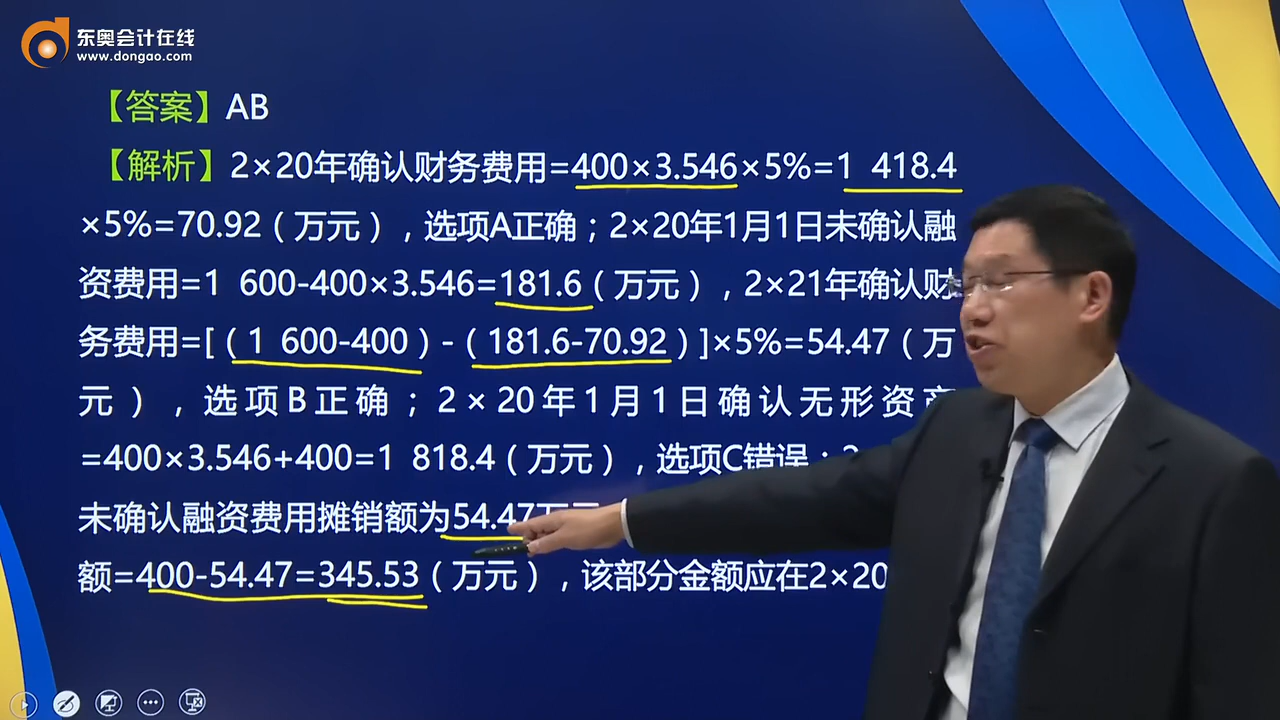 东奥会计在线
www.dongao.com
【答案】AB
【解析】2×20年确认财务费用=400×3.546×5%=1 418.4
×5%=70.92（万元），选项A正确；2×20年1月1日未确认融
资费用=1 600-400×3.546=181.6（万元），2×21年确认财
务费用=[（1 600-400）-（181.6-70.92）]×5%=54.47（万
元），选项B正确；2×20年1月1日确认无形资产
=400×3.546+400=1 818.4（万元），选项C错误；2
未确认融资费用摊销额为54.47万元
额=400-54.47=345.53（万元），该部分金额应在2×20